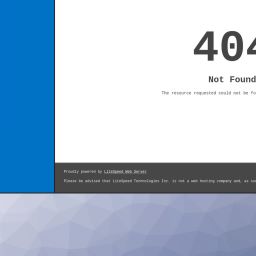 404
Not Found
The resource requested could not be fo
Proudly powered by LiteSpeed Web Server
Please be advised that LiteSpeed Technologies Inc. is not a web hosting company and, as su